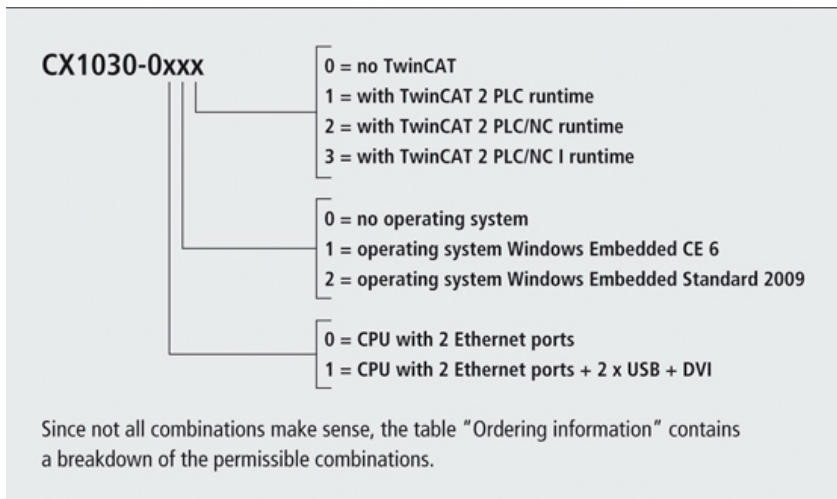 CX1030-0xxx
0 = no TwinCAT
1 = with TwinCAT 2 PLC runtime
2 = with TwinCAT 2 PLC/NC runtime
3 = with TwinCAT 2 PLC/NC I runtime
0 = no operating system
1 = operating system Windows Embedded CE 6
2 = operating system Windows Embedded Standard 2009
0 = CPU with 2 Ethernet ports
1 = CPU with 2 Ethernet ports + 2 x USB + DVI
Since not all combinations make sense, the table “Ordering information” contains
a breakdown of the permissible combinations.